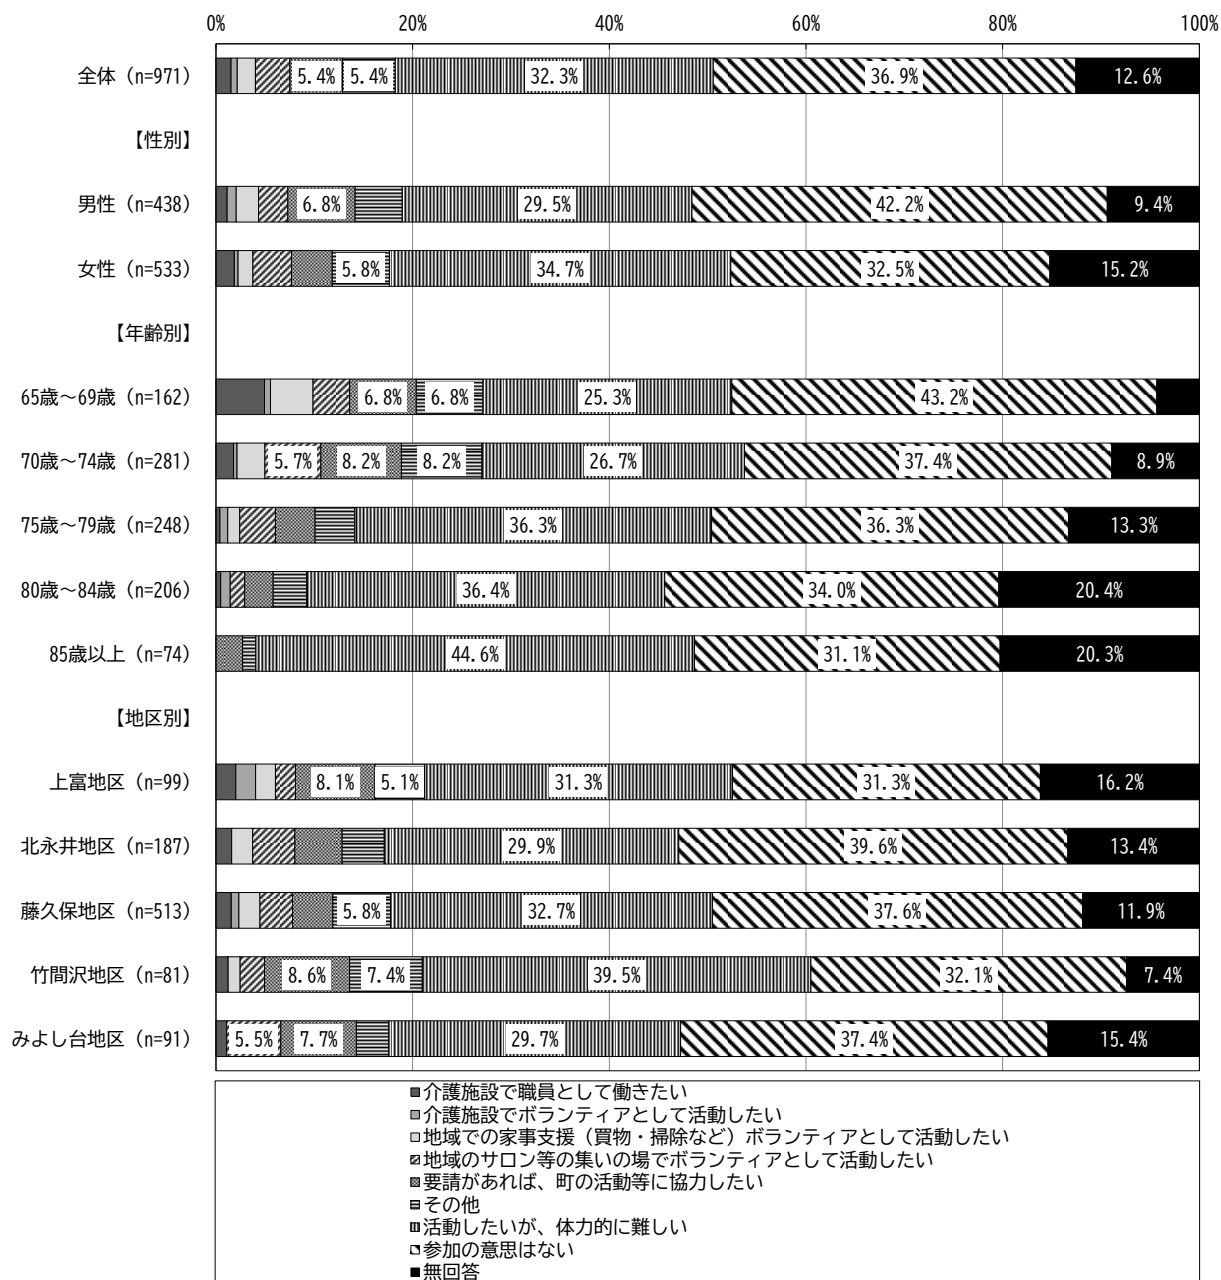 0% 20% 40% 60% 80% 100%
全体（n=971） 5.4% 5.4% 32.3% 36.9% 12.6%
【性別】
男性（n=438） 6.8% 29.5% 42.2% 9.4%
女性（n=533） 5.8% 34.7% 32.5% 15.2%
【年齢別】
65歳～69歳（n=162） 6.8% 6.8% 25.3% 43.2%
70歳～74歳（n=281） 5.7% 8.2% 8.2% 26.7% 37.4% 8.9%
75歳～79歳（n=248） 36.3% 36.3% 13.3%
80歳～84歳（n=206） 36.4% 34.0% 20.4%
85歳以上（n=74） 44.6% 31.1% 20.3%
【地区別】
上富地区（n=99） 8.1% 5.1% 31.3% 31.3% 16.2%
北永井地区（n=187） 29.9% 39.6% 13.4%
藤久保地区（n=513） 5.8% 32.7% 37.6% 11.9%
竹間沢地区（n=81） 8.6% 7.4% 39.5% 32.1% 7.4%
みよし台地区（n=91） 5.5% 7.7% 29.7% 37.4% 15.4%
介護施設で職員として働きたい
介護施設でボランティアとして活動したい
地域での家事支援（買物・掃除など）ボランティアとして活動したい
地域のサロン等の集いの場でボランティアとして活動したい
要請があれば、町の活動等に協力したい
その他
活動したいが、体力的に難しい
参加の意思はない
無回答